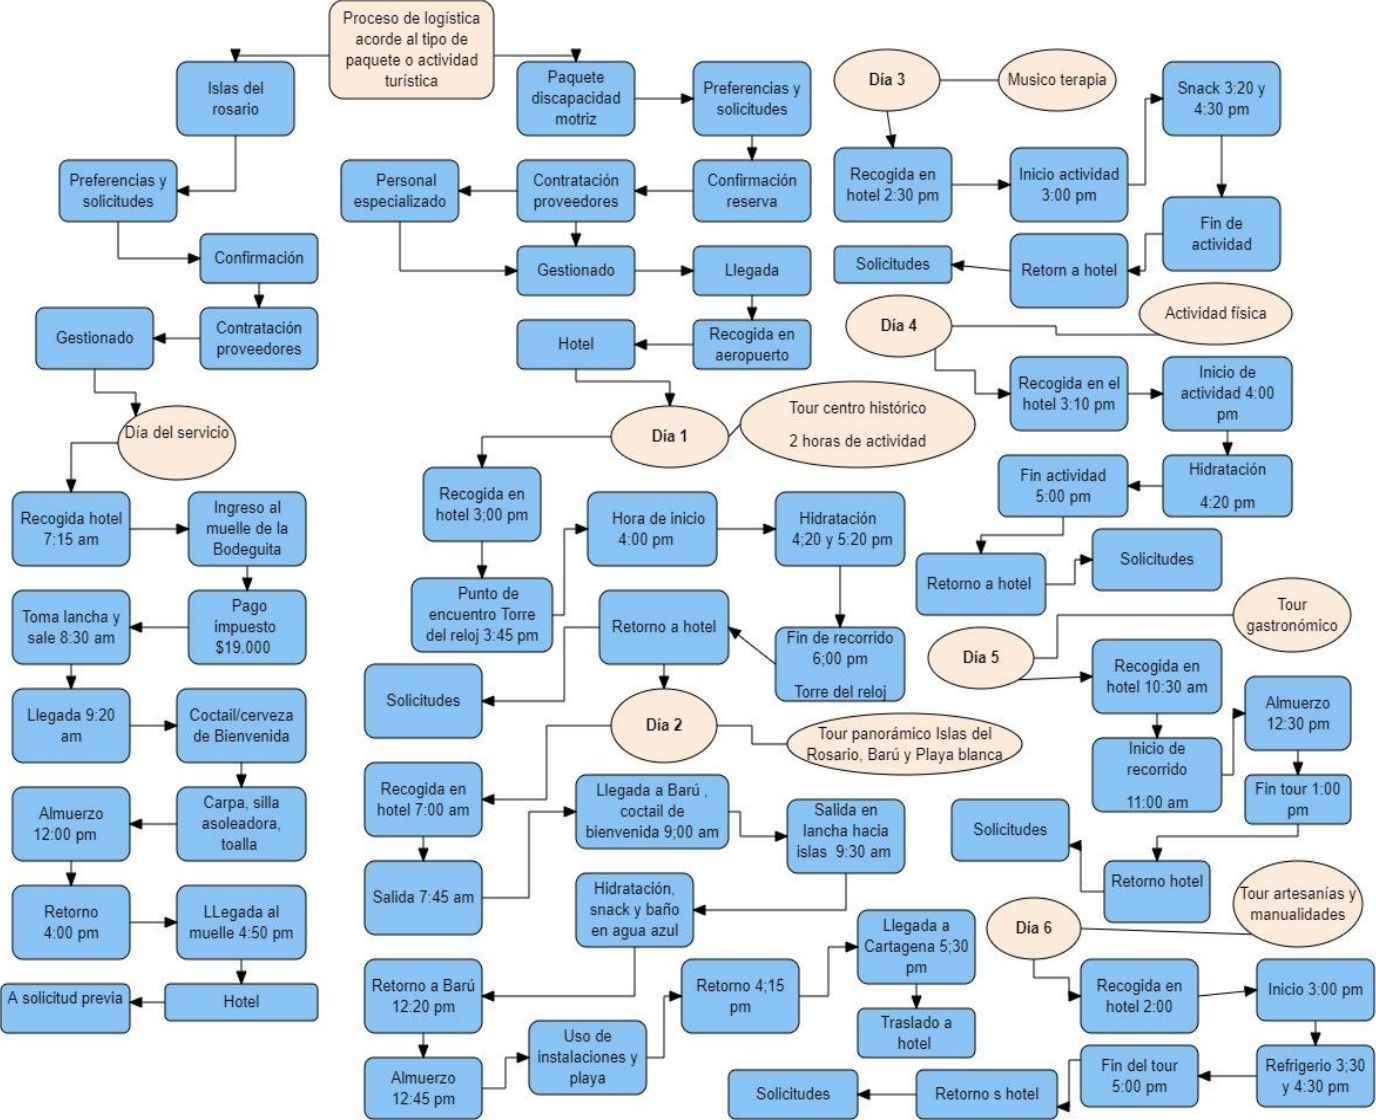 Proceso de logística
acorde al tipo de
paquete o actividad
turística
Islas del
rosario
Preferencias y
solicitudes
Confirmación
Contratación
proveedores
Gestionado
Día del servicio
Recogida hotel
7:15 am
Ingreso al
muelle de la
Bodeguita
Pago
impuesto
$19.000
Toma lancha y
sale 8:30 am
Llegada 9:20
am
Coctail/cerveza
de Bienvenida
Carpa, silla
asoleadora,
toalla
Almuerzo
12:00 pm
Retorno
4:00 pm
LLegada al
muelle 4:50 pm
Hotel
A solicitud previa
Paquete
discapacidad
motriz
Preferencias y
solicitudes
Confirmación
reserva
Contratación
proveedores
Personal
especializado
Gestionado
Llegada
Recogida en
aeropuerto
Hotel
Día 1
Tour centro histórico
2 horas de actividad
Recogida en
hotel 3;00 pm
Punto de
encuentro Torre
del reloj 3:45 pm
Hora de inicio
4:00 pm
Hidratación
4;20 y 5:20 pm
Fin de recorrido
6;00 pm
Torre del reloj
Retorno a hotel
Solicitudes
Día 2
Tour panorámico Islas del
Rosario, Barú y Playa blanca
Recogida en
hotel 7:00 am
Salida 7:45 am
Llegada a Barú ,
coctail de
bienvenida 9;00 am
Salida en
lancha hacia
islas 9:30 am
Hidratación,
snack y baño
en agua azul
Retorno a Barú
12:20 pm
Almuerzo
12:45 pm
Uso de
instalaciones y
playa
Retorno 4;15
pm
Llegada a
Cartagena 5;30
pm
Traslado a
hotel
Día 3
Musico terapia
Recogida en
hotel 2:30 pm
Inicio actividad
3:00 pm
Snack 3:20 y
4:30 pm
Fin de
actividad
Retorn a hotel
Solicitudes
Día 4
Actividad física
Recogida en el
hotel 3:10 pm
Inicio de
actividad 4:00
pm
Hidratación
4:20 pm
Fin actividad
5:00 pm
Retorno a hotel
Solicitudes
Día 5
Tour
gastronómico
Recogida en
hotel 10:30 am
Inicio de
recorrido
11:00 am
Almuerzo
12:30 pm
Fin tour 1:00
pm
Retorno hotel
Solicitudes
Día 6
Tour artesanías y
manualidades
Recogida en
hotel 2:00
Inicio 3:00 pm
Refrigerio 3;30
y 4:30 pm
Fin del tour
5:00 pm
Retorno s hotel
Solicitudes